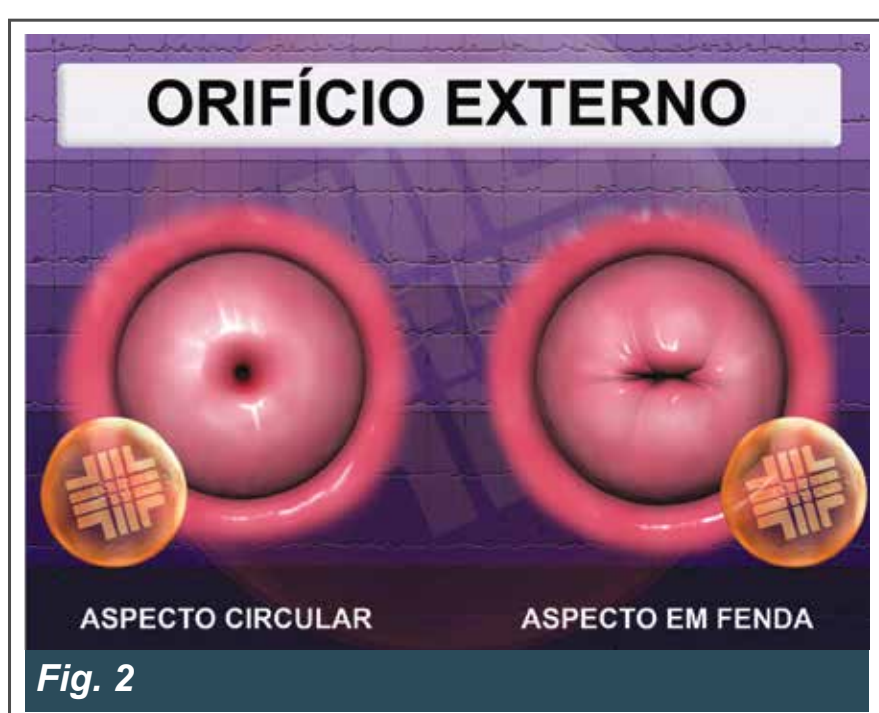 ORIFÍCIO EXTERNO
ASPECTO CIRCULAR
ASPECTO EM FENDA
Fig. 2